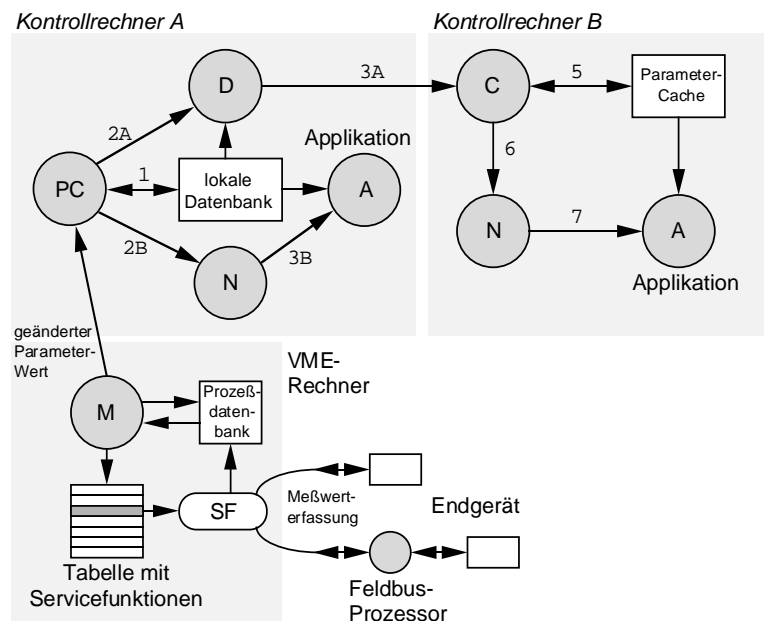 Kontrollrechner A
Kontrollrechner B
D
3A
C
5
Parameter-
Cache
2A
Applikation
6
1
PC
lokale
Datenbank
A
N
7
A
2B
N
3B
Applikation
geänderter
Parameter-
Wert
VME-
Rechner
M
Prozeß-
daten-
bank
SF
Meßwert-
erfassung
Endgerät
Tabelle mit
Servicefunktionen
Feldbus-
Prozessor